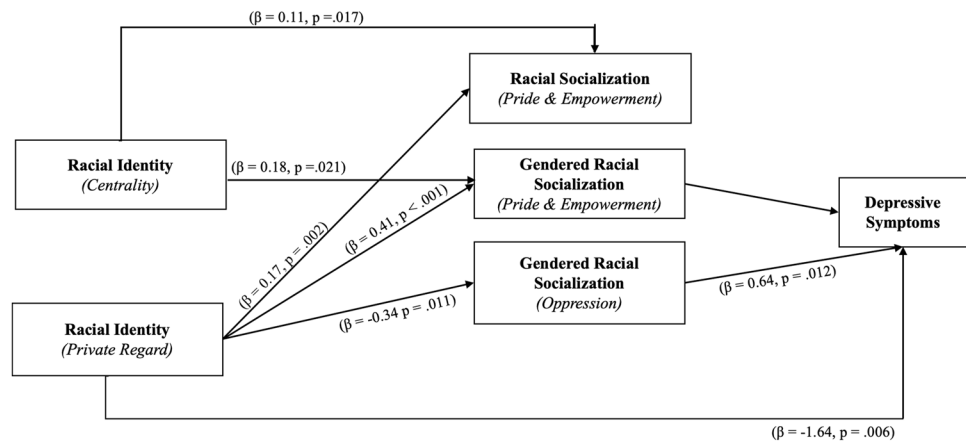 (β = 0.11, p =.017)
Racial Socialization
(Pride & Empowerment)
Racial Identity
(Centrality)
(β = 0.18, p =.021)
Gendered Racial
Socialization
(Pride & Empowerment)
Depressive
Symptoms
(β = 0.17, p = .002)
(β = 0.41, p < .001)
Gendered Racial
Socialization
(Oppression)
(β = 0.64, p = .012)
(β = -0.34 p = .011)
Racial Identity
(Private Regard)
(β = -1.64, p = .006)